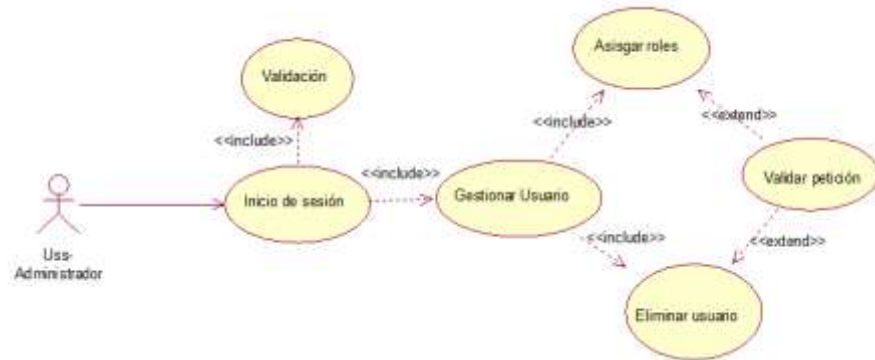 Asisgar roles
Validación
<<include>>
<<include>>
<<extend>>
<<include>>
Inicio de sesión
Gestionar Usuario
Validar petición
Uss-
Administrador
<<include>>
<<extend>>
Eliminar usuario